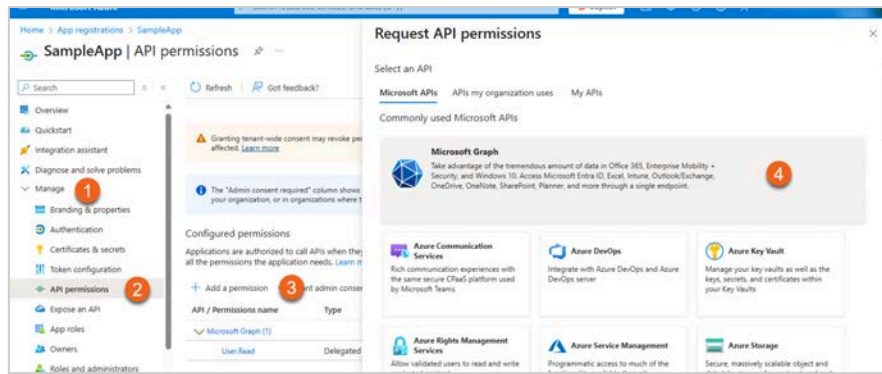 Microsoft Azure
Copilot
Home > App registrations > SampleApp
SampleApp | API permissions
Search
Overview
Quickstart
Integration assistant
Diagnose and solve problems
Manage
1
Branding & properties
Authentication
Certificates & secrets
Token configuration
API permissions
2
Expose an API
App roles
Owners
Roles and administrators
Refresh
Got feedback?
Granting tenant-wide consent may revoke per
affected. Learn more
The "Admin consent required" column shows
your organization, or in organizations where t
Configured permissions
Applications are authorized to call APIs when they
all the permissions the application needs. Learn m
Add a permission
3
nt admin conser
API / Permissions name Type
Microsoft Graph (1)
User.Read Delegated
Request API permissions
Select an API
Microsoft APIs APIs my organization uses My APIs
Commonly used Microsoft APIs
Microsoft Graph
Take advantage of the tremendous amount of data in Office 365, Enterprise Mobility +
Security, and Windows 10. Access Microsoft Entra ID, Excel, Intune, Outlook/Exchange,
OneDrive, OneNote, SharePoint, Planner, and more through a single endpoint.
4
Azure Communication
Services
Rich communication experiences with
the same secure CPaaS platform used
by Microsoft Teams
Azure DevOps
Integrate with Azure DevOps and Azure
DevOps server
Azure Key Vault
Manage your key vaults as well as the
keys, secrets, and certificates within
your Key Vaults
Azure Rights Management
Services
Allow validated users to read and write
Azure Service Management
Programmatic access to much of the
Azure Storage
Secure, massively scalable object and